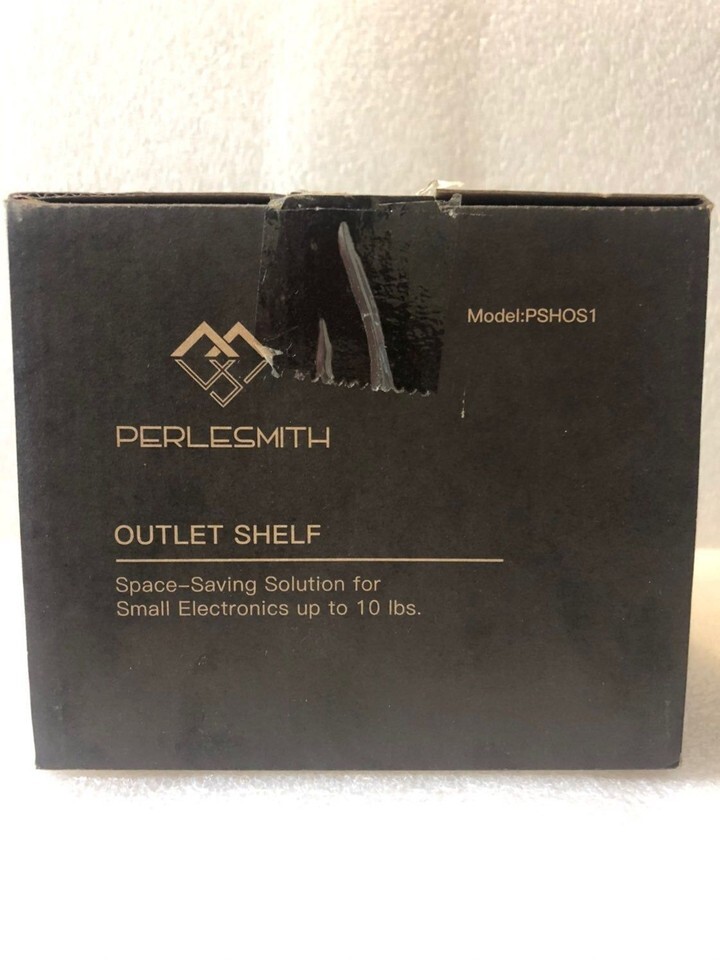 Model:PSHOS1
PERLESMITH
OUTLET SHELF
Space-Saving Solution for
Small Electronics up to 10 lbs.